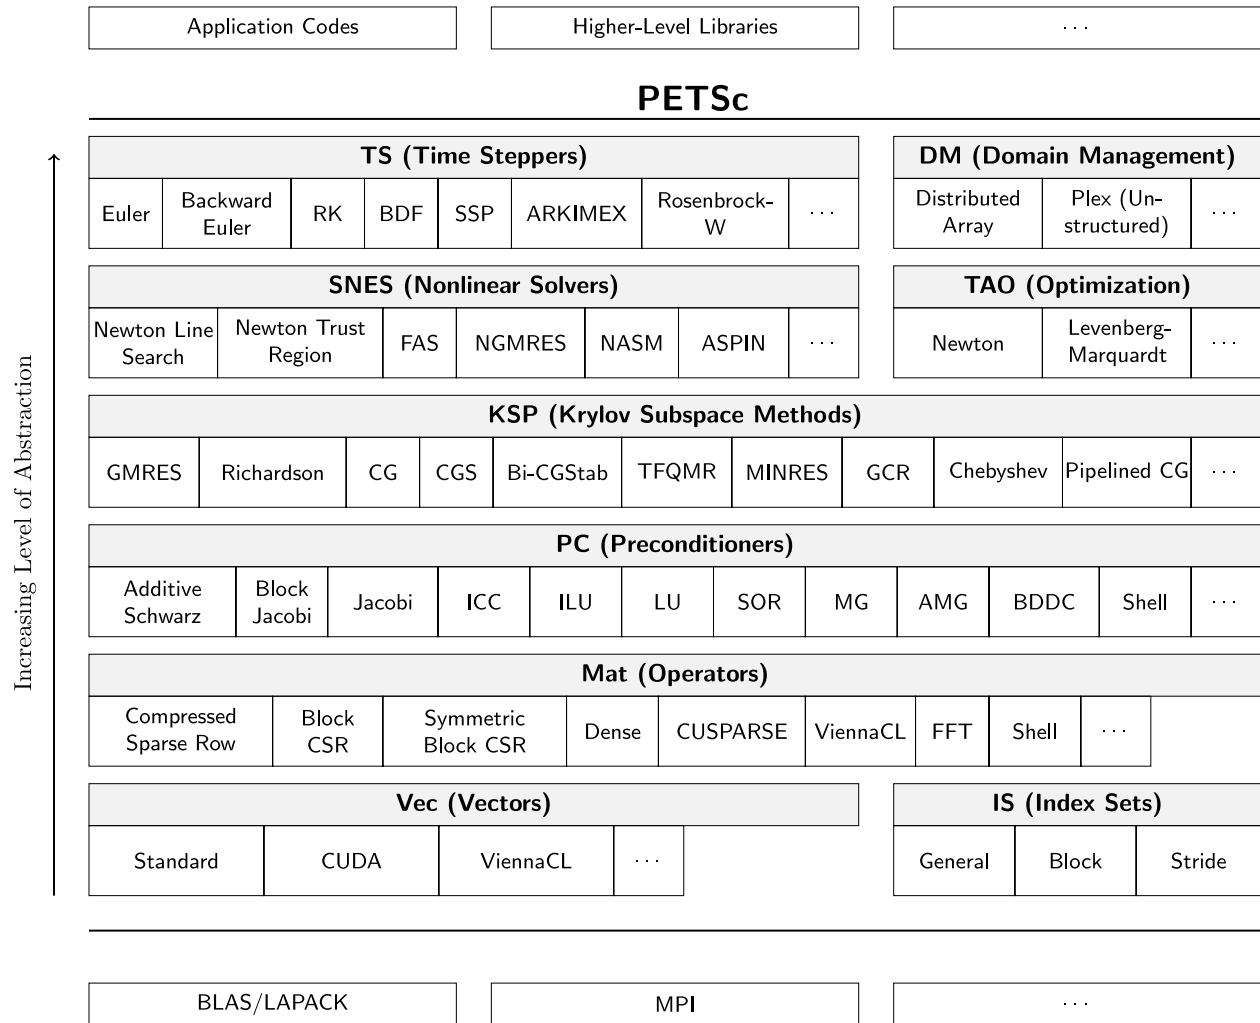 Application Codes
Higher-Level Libraries
· · ·
PETSc
Increasing Level of Abstraction
TS (Time Steppers)
Euler
Backward
Euler
RK
BDF
SSP
ARKIMEX
Rosenbrock-
W
· · ·
DM (Domain Management)
Distributed
Array
Plex (Un-
structured)
· · ·
SNES (Nonlinear Solvers)
Newton Line
Search
Newton Trust
Region
FAS
NGMRES
NASM
ASPIN
· · ·
TAO (Optimization)
Newton
Levenberg-
Marquardt
· · ·
KSP (Krylov Subspace Methods)
GMRES
Richardson
CG
CGS
Bi-CGStab
TFQMR
MINRES
GCR
Chebyshev
Pipelined CG
· · ·
PC (Preconditioners)
Additive
Schwarz
Block
Jacobi
Jacobi
ICC
ILU
LU
SOR
MG
AMG
BDDC
Shell
· · ·
Mat (Operators)
Compressed
Sparse Row
Block
CSR
Symmetric
Block CSR
Dense
CUSPARSE
ViennaCL
FFT
Shell
· · ·
Vec (Vectors)
Standard
CUDA
ViennaCL
· · ·
IS (Index Sets)
General
Block
Stride
BLAS/LAPACK
MPI
· · ·